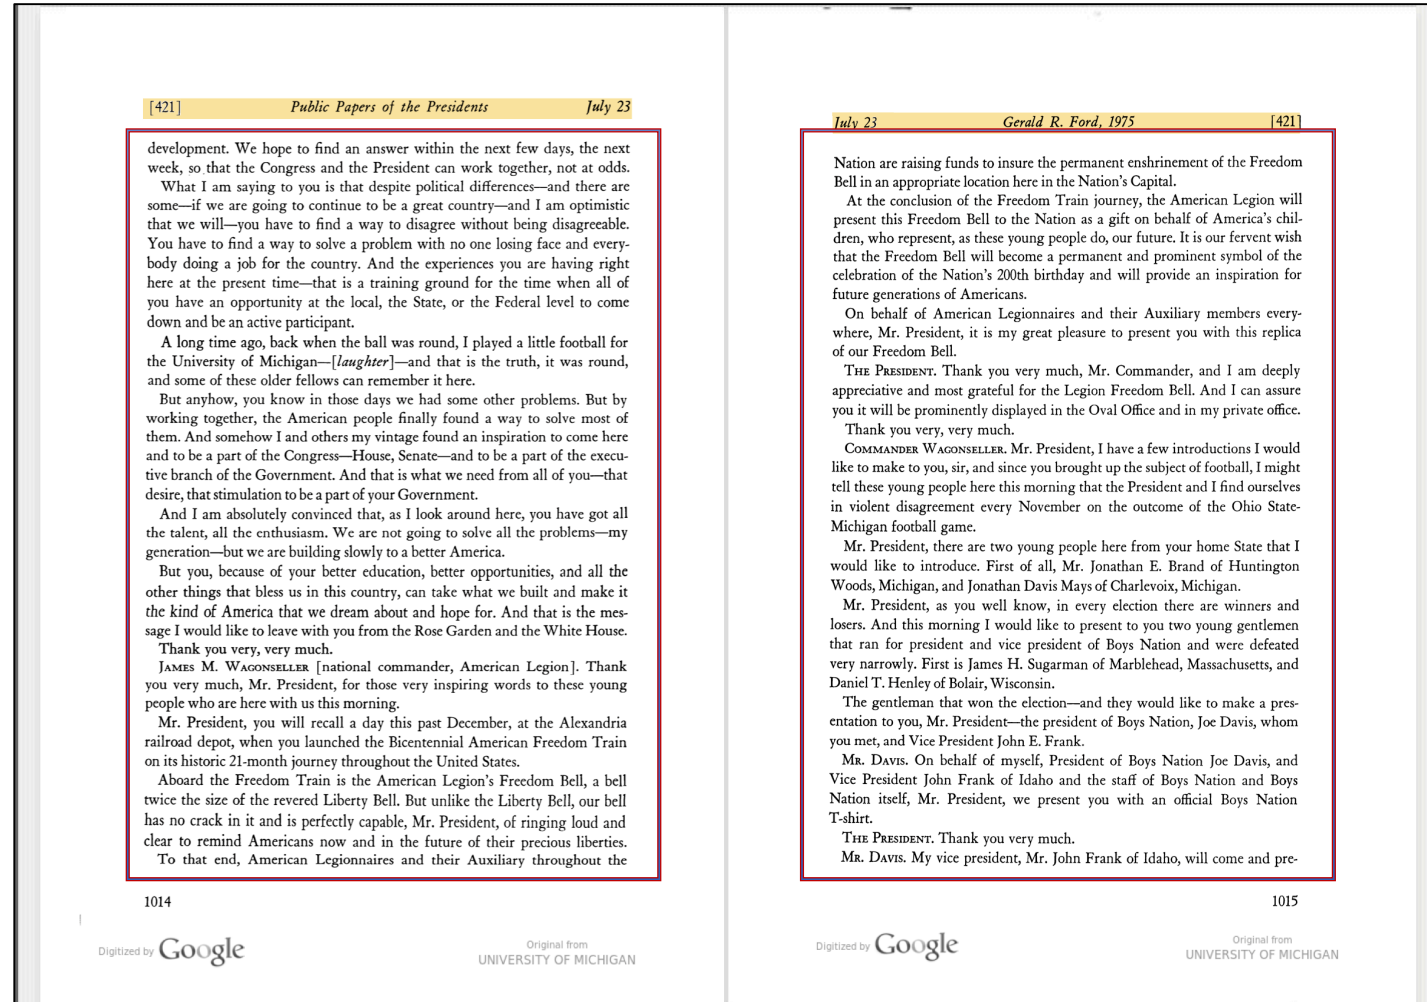 [421] Public Papers of the Presidents July 23
development. We hope to find an answer within the next few days, the next
week, so that the Congress and the President can work together, not at odds.
What I am saying to you is that despite political differences—and there are
some—if we are going to continue to be a great country—and I am optimistic
that we will—you have to find a way to disagree without being disagreeable.
You have to find a way to solve a problem with no one losing face and every-
body doing a job for the country. And the experiences you are having right
here at the present time—that is a training ground for the time when all of
you have an opportunity at the local, the State, or the Federal level to come
down and be an active participant.
A long time ago, back when the ball was round, I played a little football for
the University of Michigan—[laughter]—and that is the truth, it was round,
and some of these older fellows can remember it here.
But anyhow, you know in those days we had some other problems. But by
working together, the American people finally found a way to solve most of
them. And somehow I and others my vintage found an inspiration to come here
and to be a part of the Congress—House, Senate—and to be a part of the execu-
tive branch of the Government. And that is what we need from all of you—that
desire, that stimulation to be a part of your Government.
And I am absolutely convinced that, as I look around here, you have got all
the talent, all the enthusiasm. We are not going to solve all the problems—my
generation—but we are building slowly to a better America.
But you, because of your better education, better opportunities, and all the
other things that bless us in this country, can take what we built and make it
the kind of America that we dream about and hope for. And that is the mes-
sage I would like to leave with you from the Rose Garden and the White House.
Thank you very, very much.
JAMES M. WAGONSELLER [national commander, American Legion]. Thank
you very much, Mr. President, for those very inspiring words to these young
people who are here with us this morning.
Mr. President, you will recall a day this past December, at the Alexandria
railroad depot, when you launched the Bicentennial American Freedom Train
on its historic 21-month journey throughout the United States.
Aboard the Freedom Train is the American Legion's Freedom Bell, a bell
twice the size of the revered Liberty Bell. But unlike the Liberty Bell, our bell
has no crack in it and is perfectly capable, Mr. President, of ringing loud and
clear to remind Americans now and in the future of their precious liberties.
To that end, American Legionnaires and their Auxiliary throughout the
1014
Digitized by Google
Original from
UNIVERSITY OF MICHIGAN
July 23 Gerald R. Ford, 1975 [421]
Nation are raising funds to insure the permanent enshrinement of the Freedom
Bell in an appropriate location here in the Nation's Capital.
At the conclusion of the Freedom Train journey, the American Legion will
present this Freedom Bell to the Nation as a gift on behalf of America's chil-
dren, who represent, as these young people do, our future. It is our fervent wish
that the Freedom Bell will become a permanent and prominent symbol of the
celebration of the Nation's 200th birthday and will provide an inspiration for
future generations of Americans.
On behalf of American Legionnaires and their Auxiliary members every-
where, Mr. President, it is my great pleasure to present you with this replica
of our Freedom Bell.
THE PRESIDENT. Thank you very much, Mr. Commander, and I am deeply
appreciative and most grateful for the Legion Freedom Bell. And I can assure
you it will be prominently displayed in the Oval Office and in my private office.
Thank you very, very much.
COMMANDER WAGONSELLER. Mr. President, I have a few introductions I would
like to make to you, sir, and since you brought up the subject of football, I might
tell these young people here this morning that the President and I find ourselves
in violent disagreement every November on the outcome of the Ohio State-
Michigan football game.
Mr. President, there are two young people here from your home State that I
would like to introduce. First of all, Mr. Jonathan E. Brand of Huntington
Woods, Michigan, and Jonathan Davis Mays of Charlevoix, Michigan.
Mr. President, as you well know, in every election there are winners and
losers. And this morning I would like to present to you two young gentlemen
that ran for president and vice president of Boys Nation and were defeated
very narrowly. First is James H. Sugarman of Marblehead, Massachusetts, and
Daniel T. Henley of Bolair, Wisconsin.
The gentleman that won the election—and they would like to make a pres-
entation to you, Mr. President—the president of Boys Nation, Joe Davis, whom
you met, and Vice President John E. Frank.
MR. DAVIS. On behalf of myself, President of Boys Nation Joe Davis, and
Vice President John Frank of Idaho and the staff of Boys Nation and Boys
Nation itself, Mr. President, we present you with an official Boys Nation
T-shirt.
THE PRESIDENT. Thank you very much.
MR. DAVIS. My vice president, Mr. John Frank of Idaho, will come and pre-
1015
Digitized by Google
Original from
UNIVERSITY OF MICHIGAN